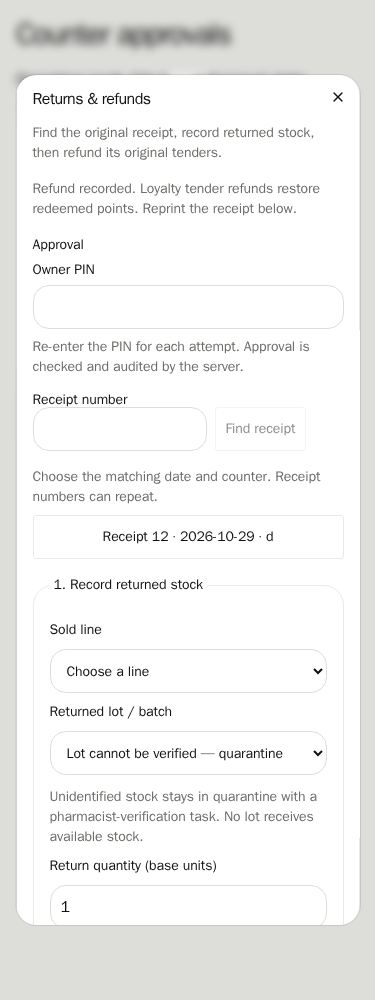 Counter approvals
Returns & refunds
×
Find the original receipt, record returned stock,
then refund its original tenders.
Refund recorded. Loyalty tender refunds restore
redeemed points. Reprint the receipt below.
Approval
Owner PIN
Re-enter the PIN for each attempt. Approval is
checked and audited by the server.
Receipt number
Find receipt
Choose the matching date and counter. Receipt
numbers can repeat.
Receipt 12 · 2026-10-29 · d
1. Record returned stock
Sold line
Choose a line
Returned lot / batch
Lot cannot be verified — quarantine
Unidentified stock stays in quarantine with a
pharmacist-verification task. No lot receives
available stock.
Return quantity (base units)
1